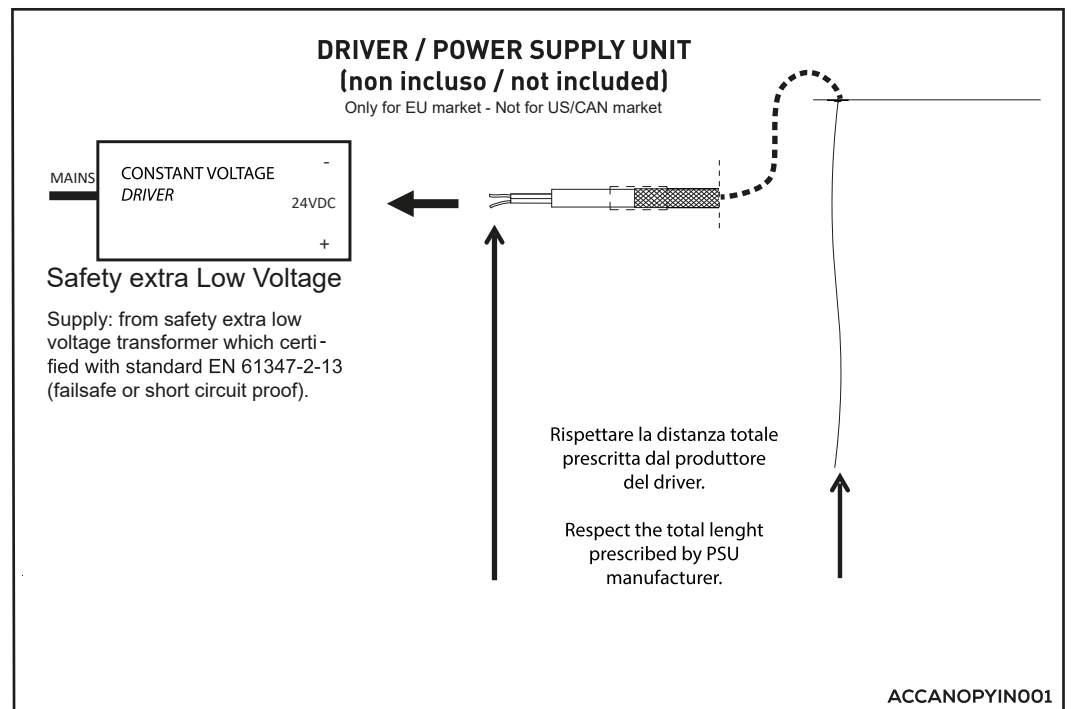 DRIVER / POWER SUPPLY UNIT
(non incluso / not included)
Only for EU market - Not for US/CAN market
MAINS
CONSTANT VOLTAGE
DRIVER
-
24VDC
+
Safety extra Low Voltage
Supply: from safety extra low
voltage transformer which certi-
fied with standard EN 61347-2-13
(failsafe or short circuit proof).
Rispettare la distanza totale
prescritta dal produttore
del driver.
Respect the total lenght
prescribed by PSU
manufacturer.
ACCANOPYIN001